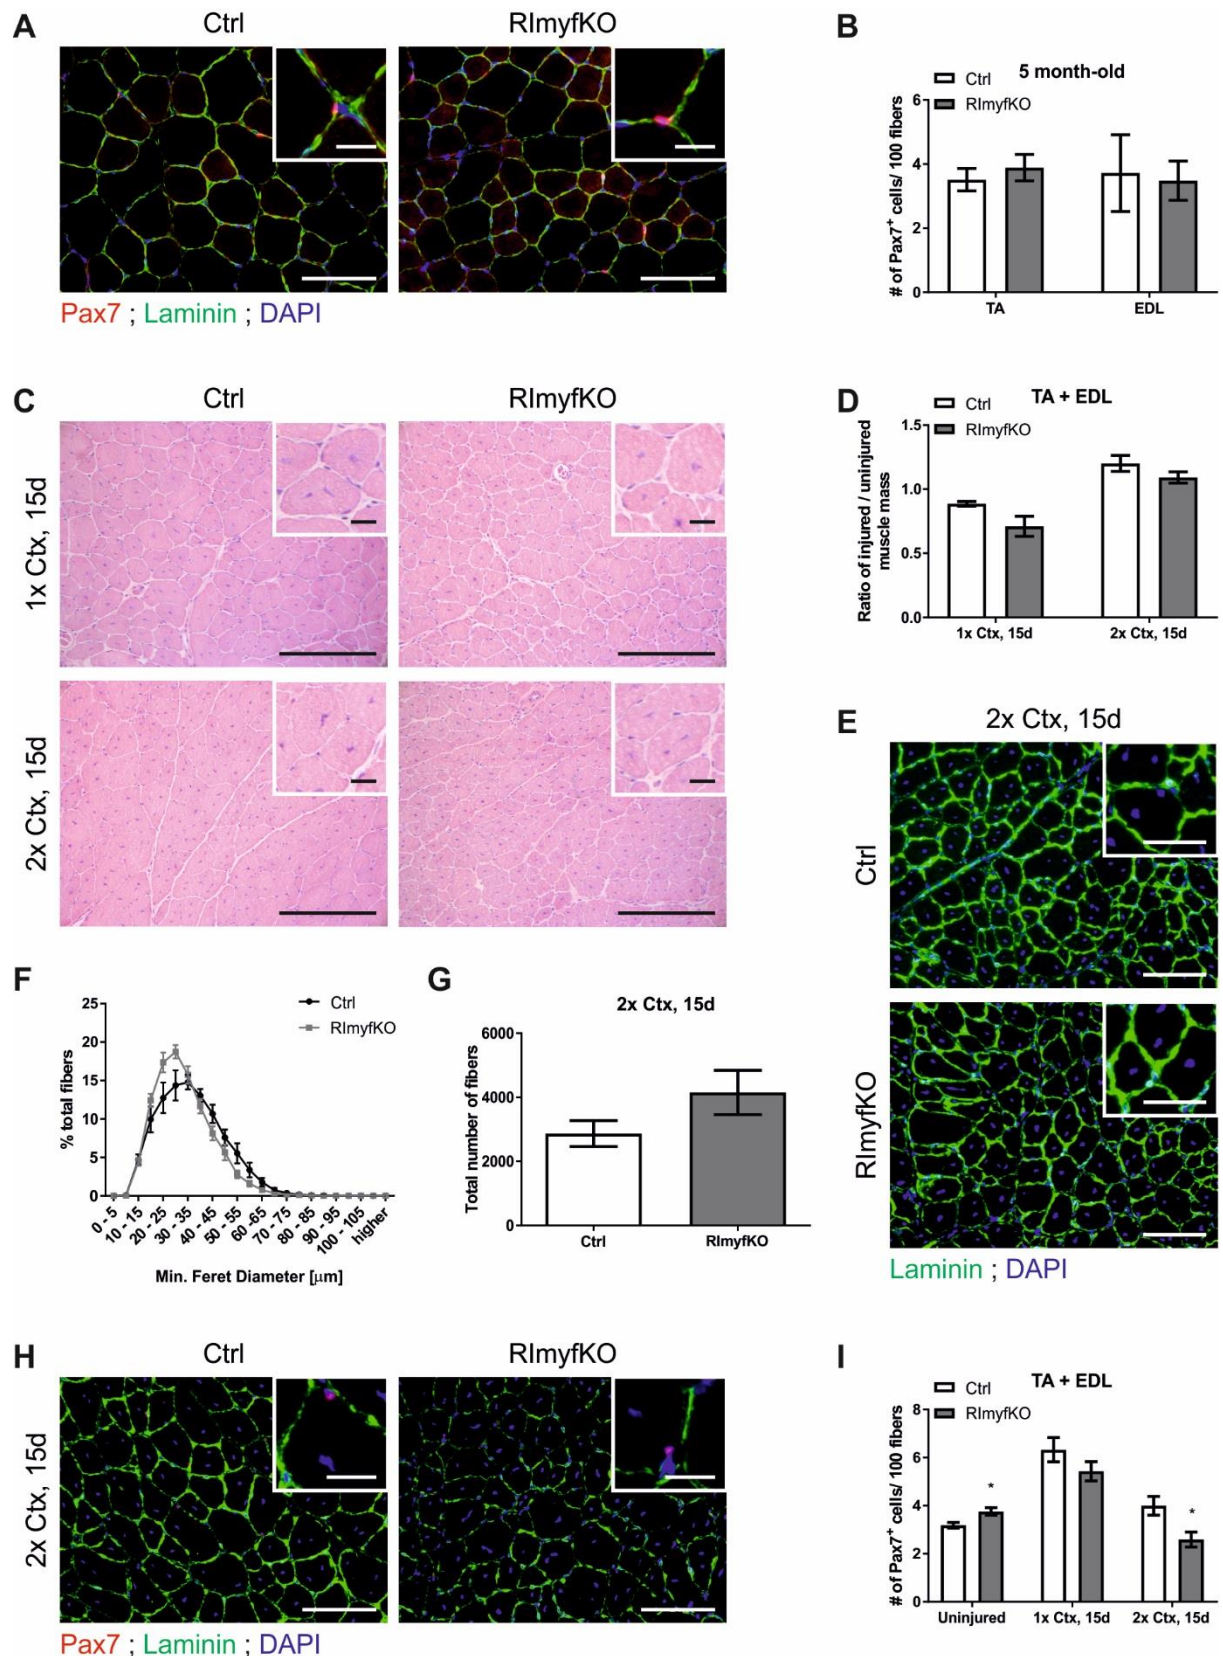 A
Ctrl
RImyfKO
Pax7 ; Laminin ; DAPI
B
Ctrl
RImyfKO
5 month-old
# of Pax7+ cells/ 100 fibers
6
4
2
0
TA
EDL
C
Ctrl
RImyfKO
1x Ctx, 15d
2x Ctx, 15d
D
Ctrl
RImyfKO
TA + EDL
Ratio of injured / uninjured
muscle mass
1.5
1.0
0.5
0.0
1x Ctx, 15d
2x Ctx, 15d
E
2x Ctx, 15d
Ctrl
RImyfKO
Laminin ; DAPI
F
Ctrl
RImyfKO
% total fibers
25
20
15
10
5
0
0 - 5
10 - 15
20 - 25
30 - 35
40 - 45
50 - 55
60 - 65
70 - 75
80 - 85
90 - 95
100 - 105
higher
Min. Feret Diameter [μm]
G
2x Ctx, 15d
Total number of fibers
6000
4000
2000
0
Ctrl
RImyfKO
H
Ctrl
RImyfKO
2x Ctx, 15d
Pax7 ; Laminin ; DAPI
I
Ctrl
RImyfKO
TA + EDL
# of Pax7+ cells/ 100 fibers
8
6
4
2
0
*
*
Uninjured
1x Ctx, 15d
2x Ctx, 15d